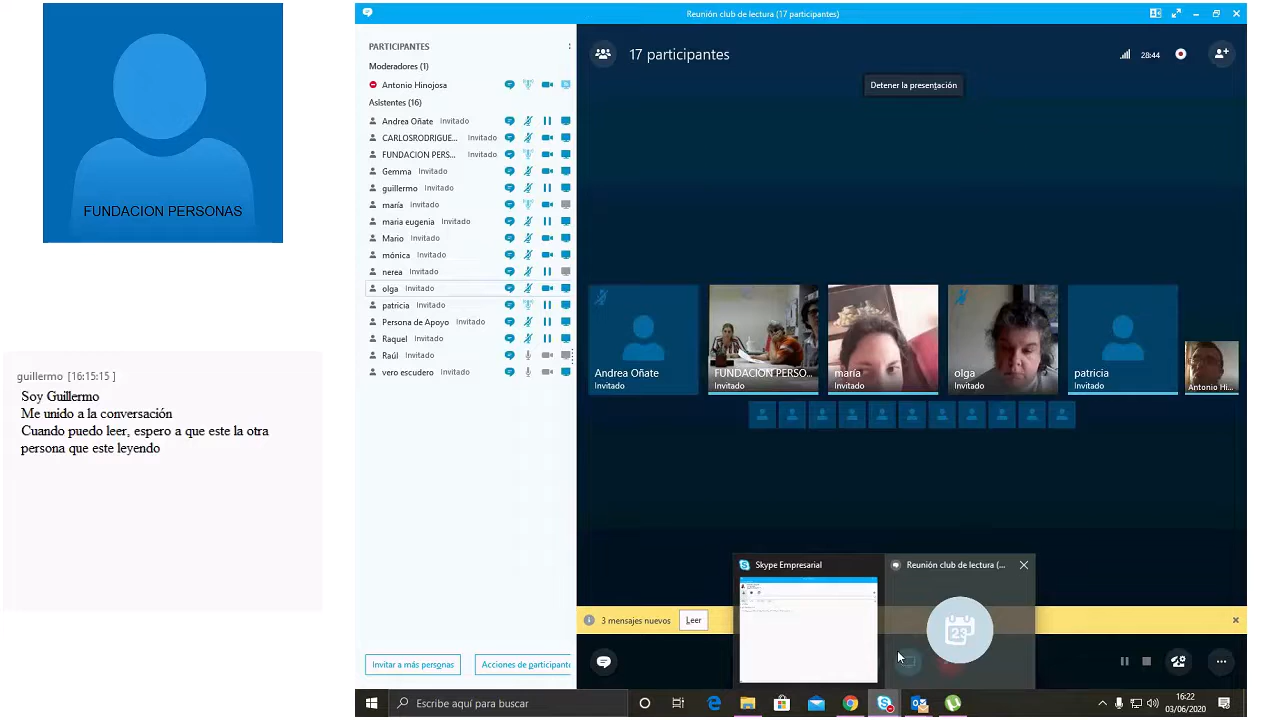 FUNDACION PERSONAS
guillermo [16:15:15 ]
Soy Guillermo
Me unido a la conversación
Cuando puedo leer, espero a que este la otra
persona que este leyendo
Reunión club de lectura (17 participantes)
PARTICIPANTES
Moderadores (1)
Antonio Hinojosa
Asistentes (16)
Andrea Oñate Invitado
CARLOSRODRIGUE... Invitado
FUNDACION PERS... Invitado
Gemma Invitado
guillermo Invitado
maría Invitado
maria eugenia Invitado
Mario Invitado
mónica Invitado
nerea Invitado
olga Invitado
patricia Invitado
Persona de Apoyo Invitado
Raquel Invitado
Raúl Invitado
vero escudero Invitado
Invitar a más personas
Acciones de participante
17 participantes
28:44
Detener la presentación
Andrea Oñate
Invitado
FUNDACION PERSO...
Invitado
maría
Invitado
olga
Invitado
patricia
Invitado
Antonio Hi...
Skype Empresarial
Reunión club de lectura (...
23
3 mensajes nuevos
Leer
Escribe aquí para buscar
16:22
03/06/2020